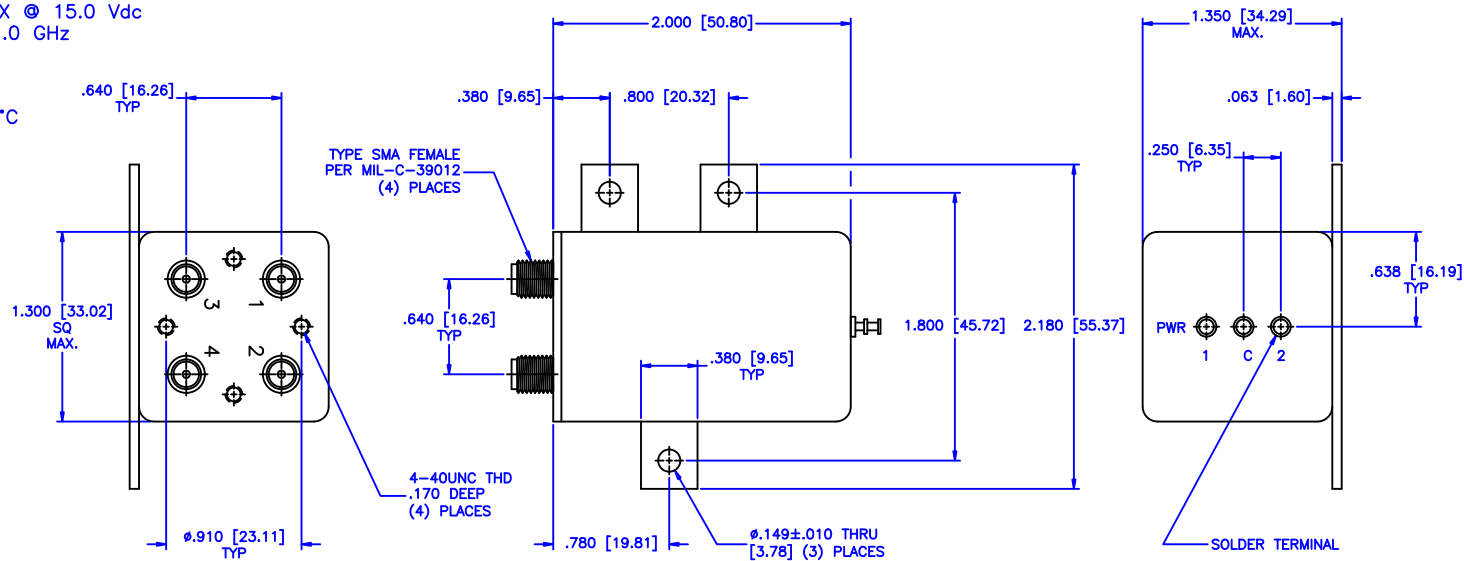 X @ 15.0 Vdc
.0 GHz
°C
.640 [16.26]
TYP
1.300 [33.02]
SQ
MAX.
3
1
4
2
ø.910 [23.11]
TYP
4-40UNC THD
.170 DEEP
(4) PLACES
TYPE SMA FEMALE
PER MIL-C-39012
(4) PLACES
2.000 [50.80]
.380 [9.65]
.800 [20.32]
.640 [16.26]
TYP
.380 [9.65]
TYP
1.800 [45.72]
2.180 [55.37]
.780 [19.81]
ø.149±.010 THRU
[3.78] (3) PLACES
1.350 [34.29]
MAX.
.063 [1.60]
.250 [6.35]
TYP
.638 [16.19]
TYP
PWR
1 C 2
SOLDER TERMINAL